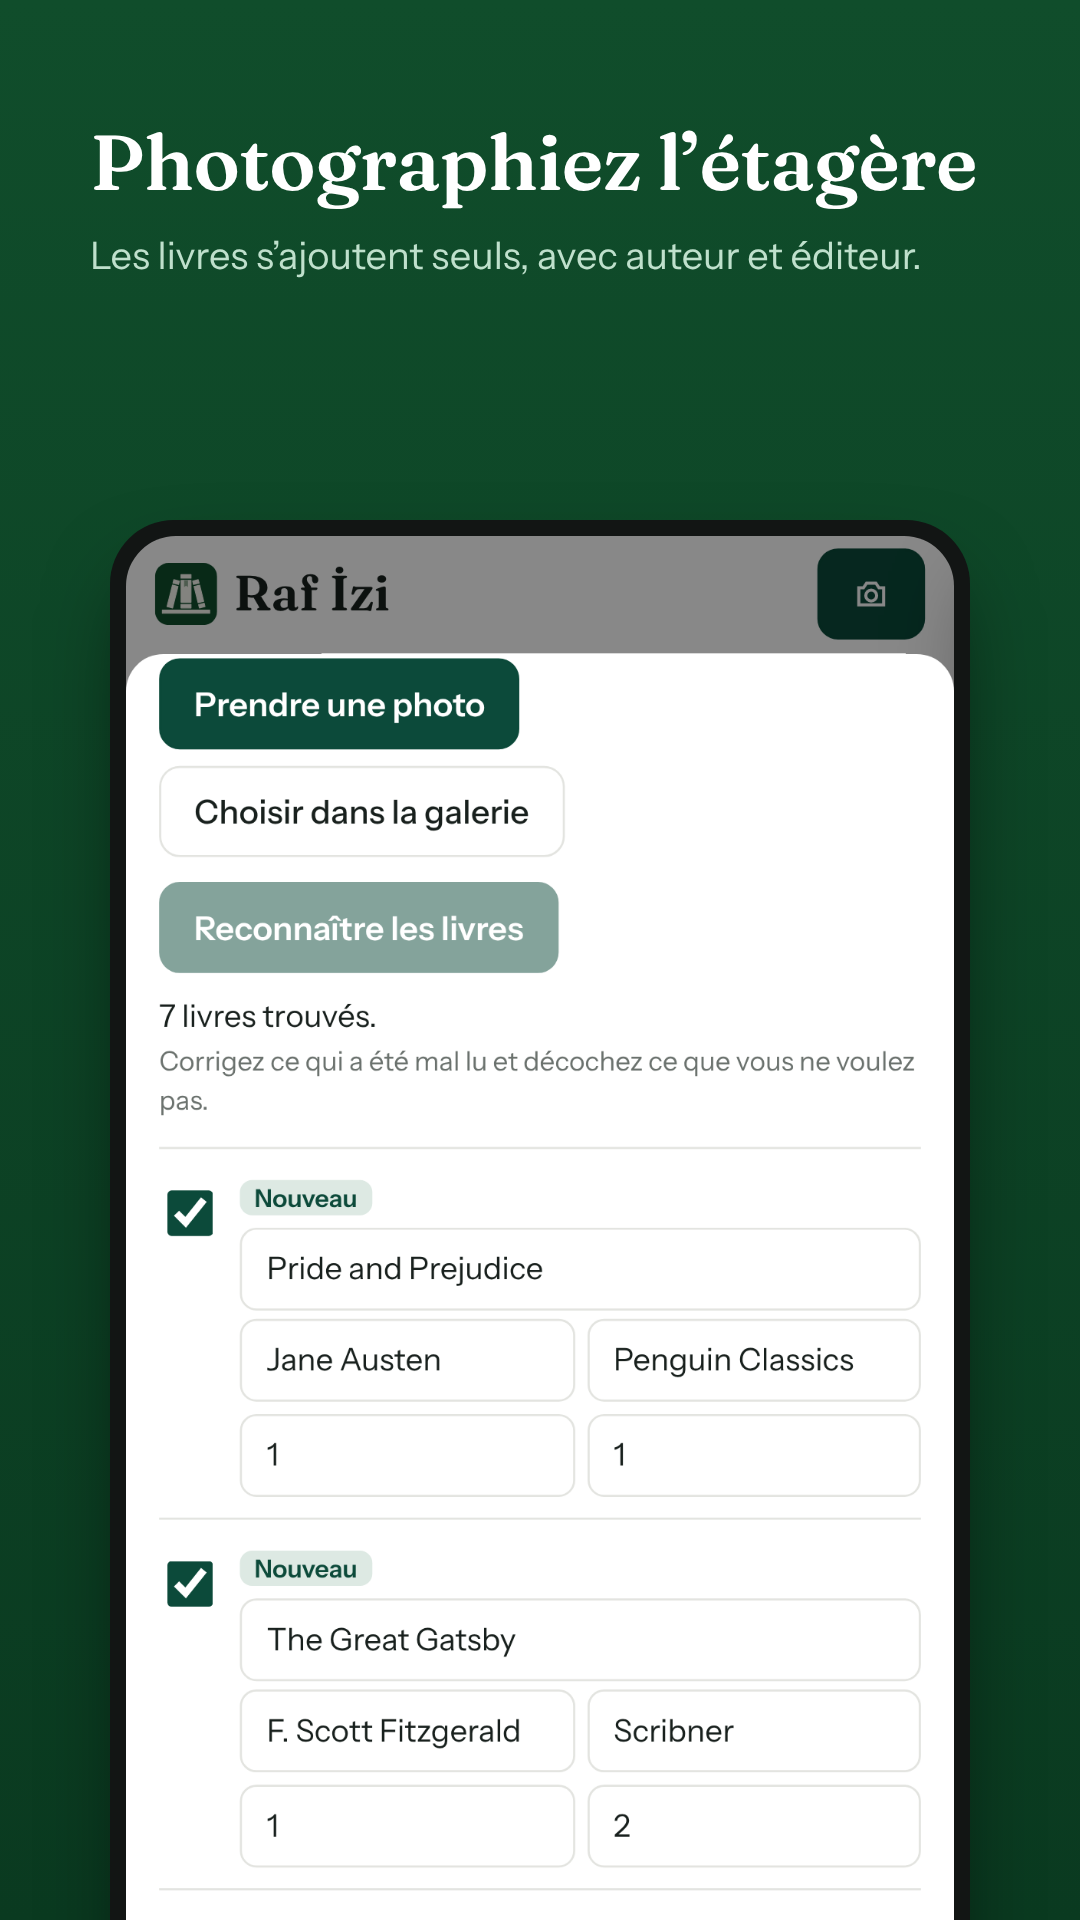 Photographiez l’étagère
Les livres s’ajoutent seuls, avec auteur et éditeur.
Raf İzi
Prendre une photo
Choisir dans la galerie
Reconnaître les livres
7 livres trouvés.
Corrigez ce qui a été mal lu et décochez ce que vous ne voulez
pas.
Nouveau
Pride and Prejudice
Jane Austen
Penguin Classics
1
1
Nouveau
The Great Gatsby
F. Scott Fitzgerald
Scribner
1
2